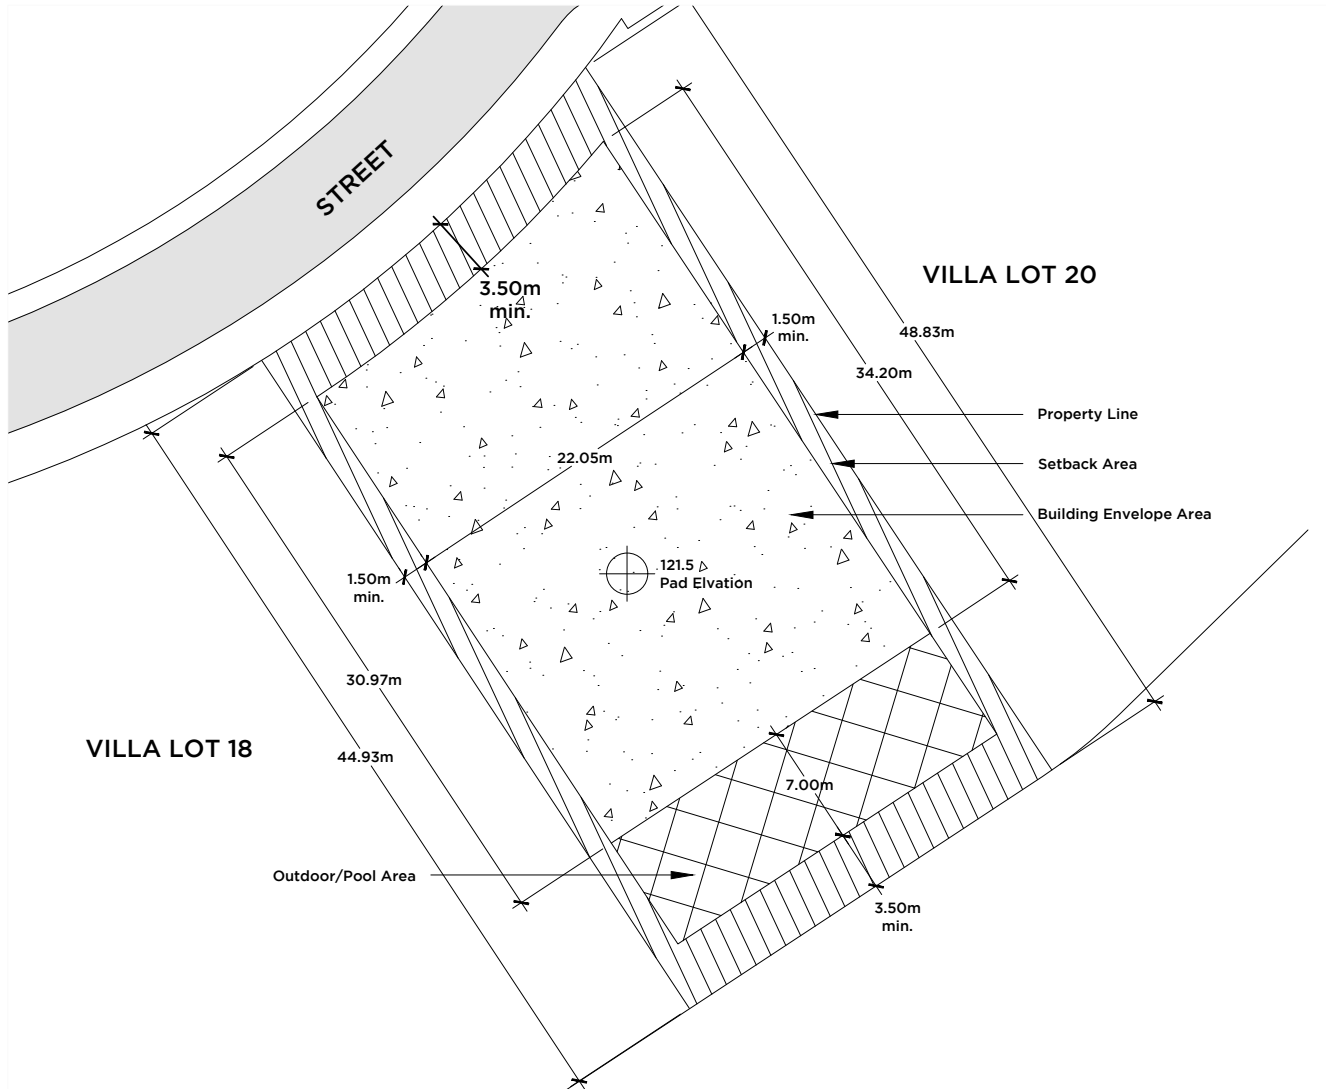 STREET
3.50m
min.
VILLA LOT 20
1.50m
min.
48.83m
34.20m
Property Line
22.05m
Setback Area
Building Envelope Area
121.5
Pad Elvation
1.50m
min.
30.97m
VILLA LOT 18
44.93m
7.00m
Outdoor/Pool Area
3.50m
min.